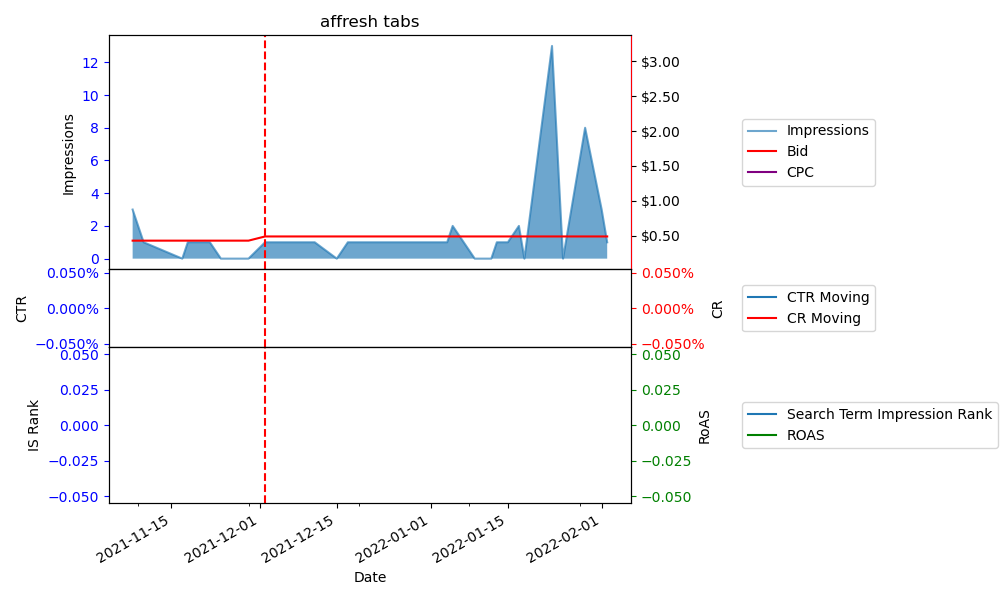 affresh tabs
Impressions
12
10
8
6
4
2
0
$3.00
$2.50
$2.00
$1.50
$1.00
$0.50
Impressions
Bid
CPC
CTR
0.050%
0.000%
−0.050%
0.050%
0.000%
−0.050%
CR
CTR Moving
CR Moving
IS Rank
0.050
0.025
0.000
−0.025
−0.050
0.050
0.025
0.000
−0.025
−0.050
RoAS
Search Term Impression Rank
ROAS
2021-11-15
2021-12-01
2021-12-15
2022-01-01
2022-01-15
2022-02-01
Date